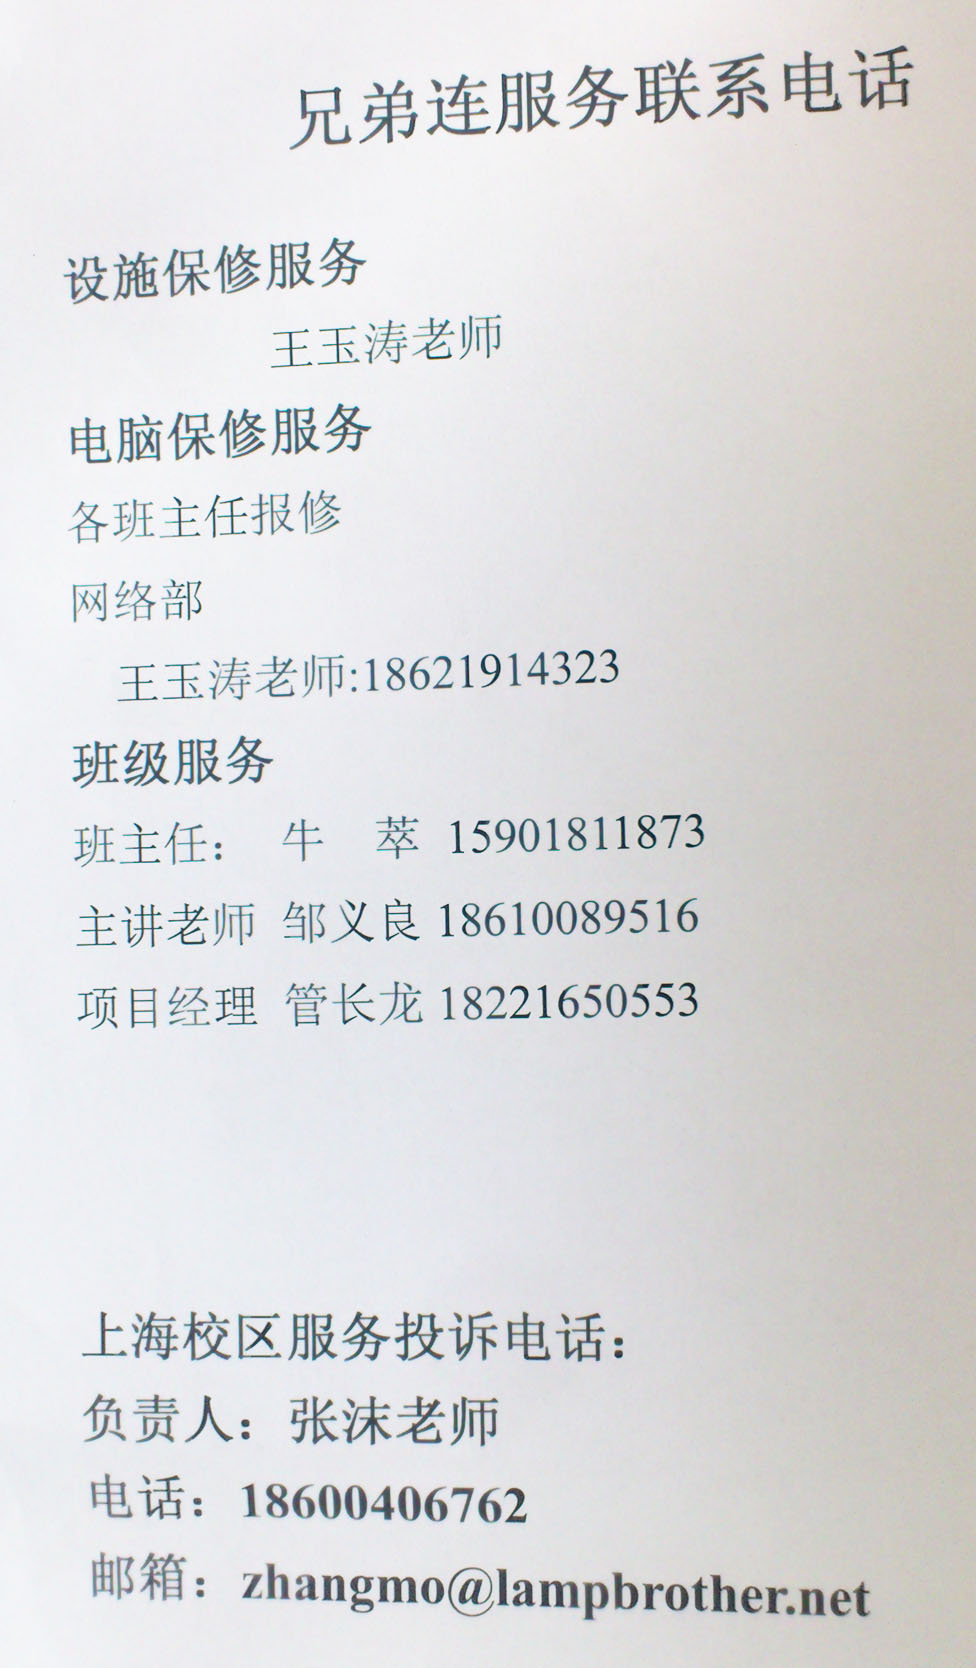 兄弟连服务联系电话
设施保修服务
王玉涛老师
电脑保修服务
各班主任报修
网络部
王玉涛老师:18621914323
班级服务
班主任： 牛 萃 15901811873
主讲老师 邹义良 18610089516
项目经理 管长龙 18221650553
上海校区服务投诉电话：
负责人：张沫老师
电话：18600406762
邮箱：zhangmo@lampbrother.net